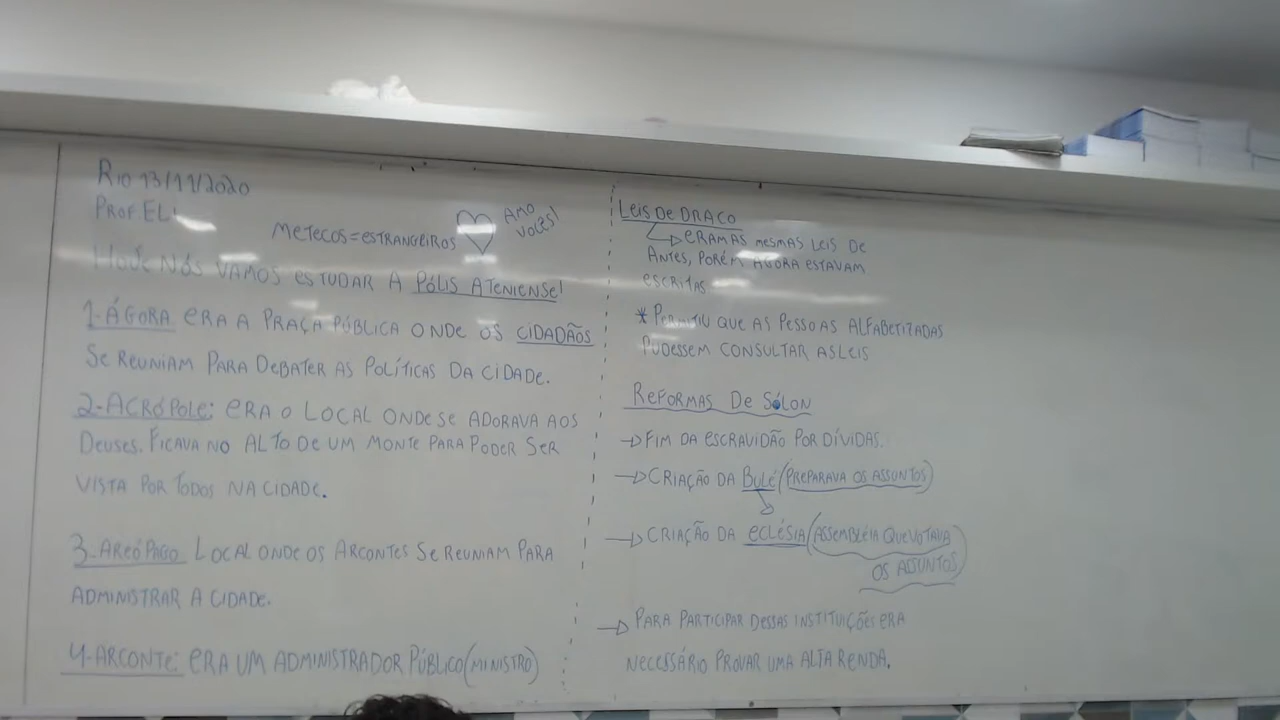 RIO 13/11/2020
PROF ELI
METECOS=ESTRANGEIROS
AMO
VOCÊS!
HOJE NÓS VAMOS ESTUDAR A PÓLIS ATENIENSE!
1-ÁGORA ERA A PRAÇA PÚBLICA ONDE OS CIDADÃOS
SE REUNIAM PARA DEBATER AS POLÍTICAS DA CIDADE.
2-ACRÓPOLE: ERA O LOCAL ONDE SE ADORAVA AOS
DEUSES. FICAVA NO ALTO DE UM MONTE PARA PODER SER
VISTA POR TODOS NA CIDADE.
3-AREÓPAGO LOCAL ONDE OS ARCONTES SE REUNIAM PARA
ADMINISTRAR A CIDADE.
4-ARCONTE: ERA UM ADMINISTRADOR PÚBLICO (MINISTRO)
LEIS DE DRACO
ERAM AS MESMAS LEIS DE
ANTES, PORÉM AGORA ESTAVAM
ESCRITAS
* PERMITIU QUE AS PESSOAS ALFABETIZADAS
PUDESSEM CONSULTAR AS LEIS
REFORMAS DE SÓLON
→ FIM DA ESCRAVIDÃO POR DÍVIDAS.
→ CRIAÇÃO DA BULÉ (PREPARAVA OS ASSUNTOS)
→ CRIAÇÃO DA ECLÉSIA (ASSEMBLÉIA QUE VOTAVA
OS ASSUNTOS)
→ PARA PARTICIPAR DESSAS INSTITUIÇÕES ERA
NECESSÁRIO PROVAR UMA ALTA RENDA.